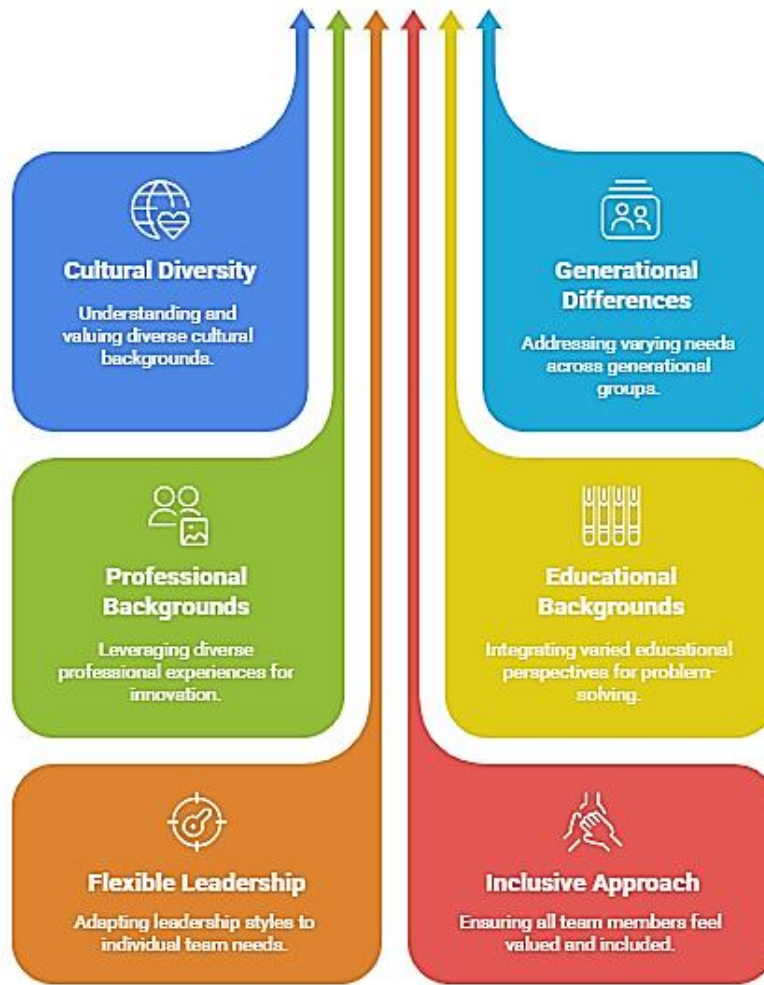 Cultural Diversity
Understanding and
valuing diverse cultural
backgrounds.
Generational
Differences
Addressing varying needs
across generational
groups.
Professional
Backgrounds
Leveraging diverse
professional experiences for
innovation.
Educational
Backgrounds
Integrating varied educational
perspectives for problem-
solving.
Flexible Leadership
Adapting leadership styles to
individual team needs.
Inclusive Approach
Ensuring all team members feel
valued and included.